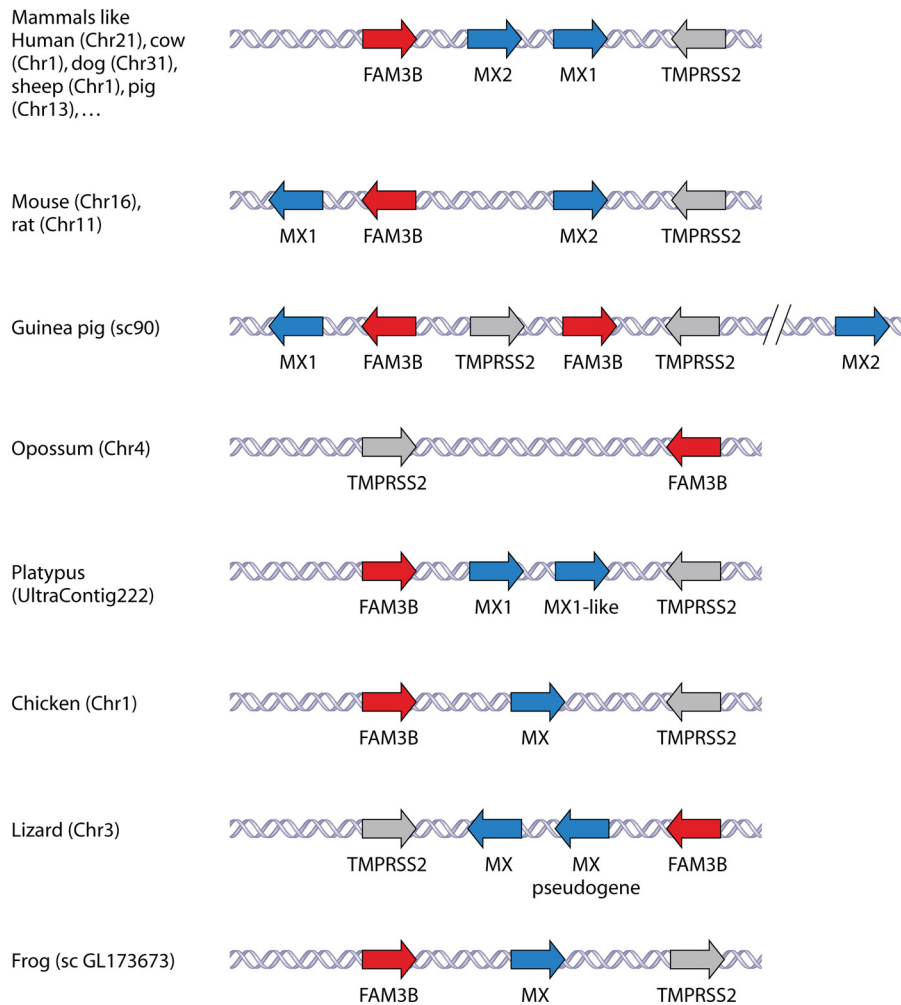 Mammals like
Human (Chr21), cow
(Chr1), dog (Chr31),
sheep (Chr1), pig
(Chr13),...
FAM3B MX2 MX1 TMPRSS2
Mouse (Chr16),
rat (Chr11)
MX1 FAM3B MX2 TMPRSS2
Guinea pig (sc90)
MX1 FAM3B TMPRSS2 FAM3B TMPRSS2 MX2
Opossum (Chr4)
TMPRSS2 FAM3B
Platypus
(UltraContig222)
FAM3B MX1 MX1-like TMPRSS2
Chicken (Chr1)
FAM3B MX TMPRSS2
Lizard (Chr3)
TMPRSS2 MX MX FAM3B
pseudogene
Frog (sc GL173673)
FAM3B MX TMPRSS2